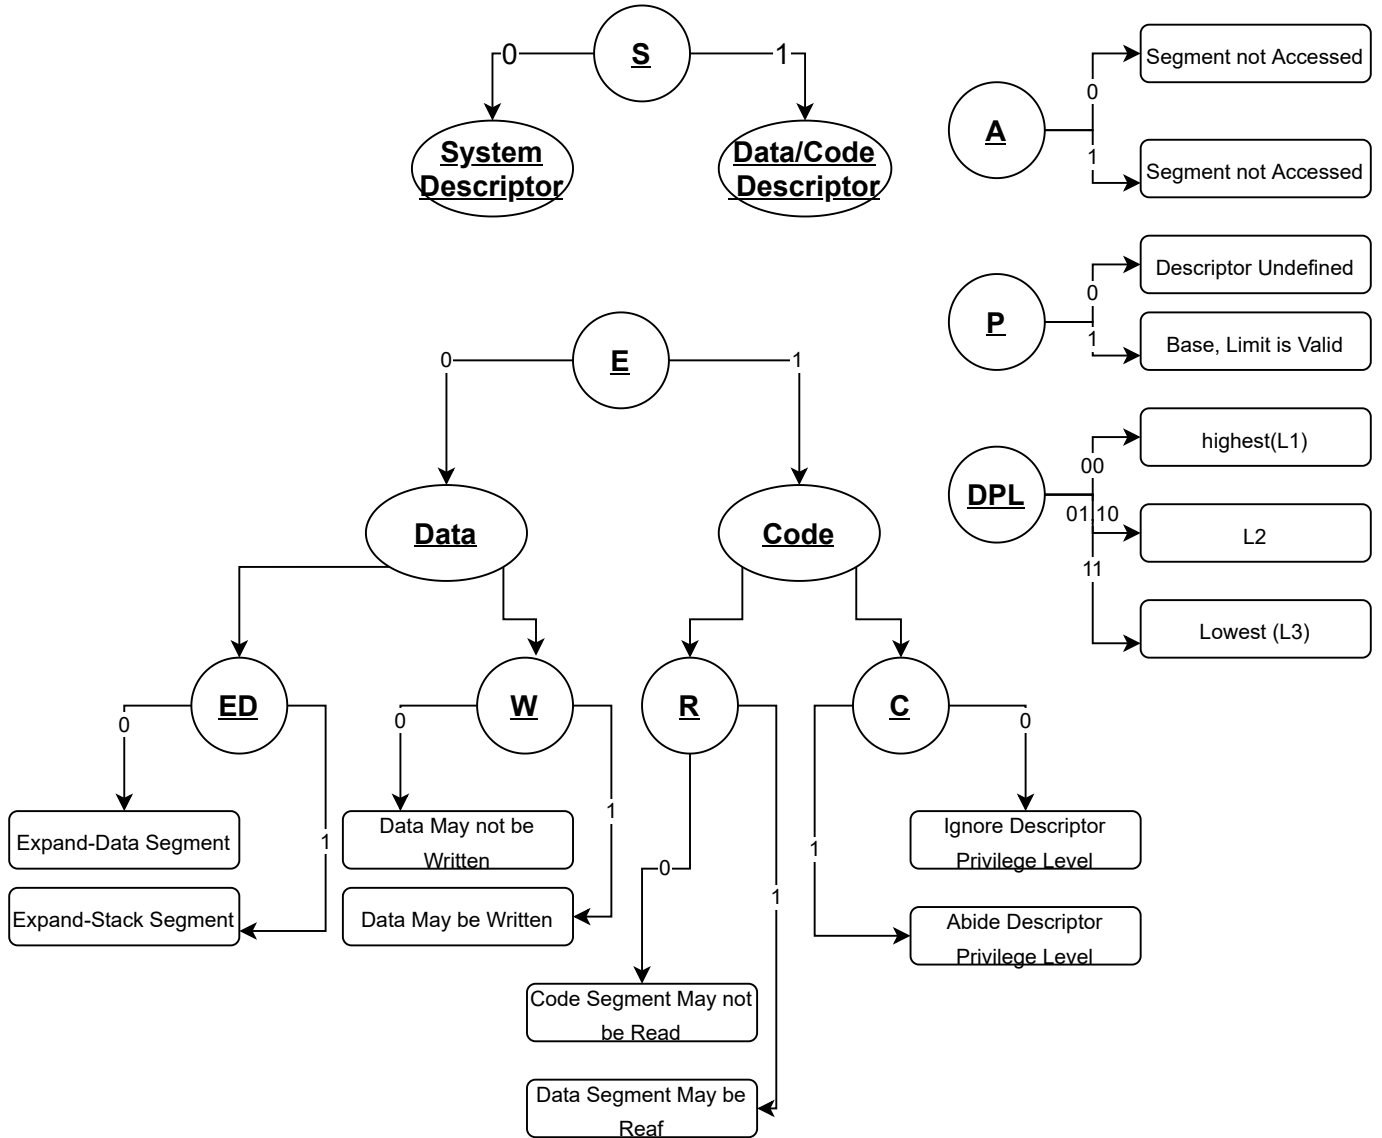 S
0
1
System
Descriptor
Data/Code
Descriptor
A
0
1
Segment not Accessed
Segment not Accessed
P
0
1
Descriptor Undefined
Base, Limit is Valid
DPL
00
01,10
11
highest(L1)
L2
Lowest (L3)
E
0
1
Data
Code
ED
0
1
Expand-Data Segment
Expand-Stack Segment
W
0
1
Data May not be
Written
Data May be Written
R
0
1
Code Segment May not
be Read
Data Segment May be
Reaf
C
0
1
Ignore Descriptor
Privilege Level
Abide Descriptor
Privilege Level